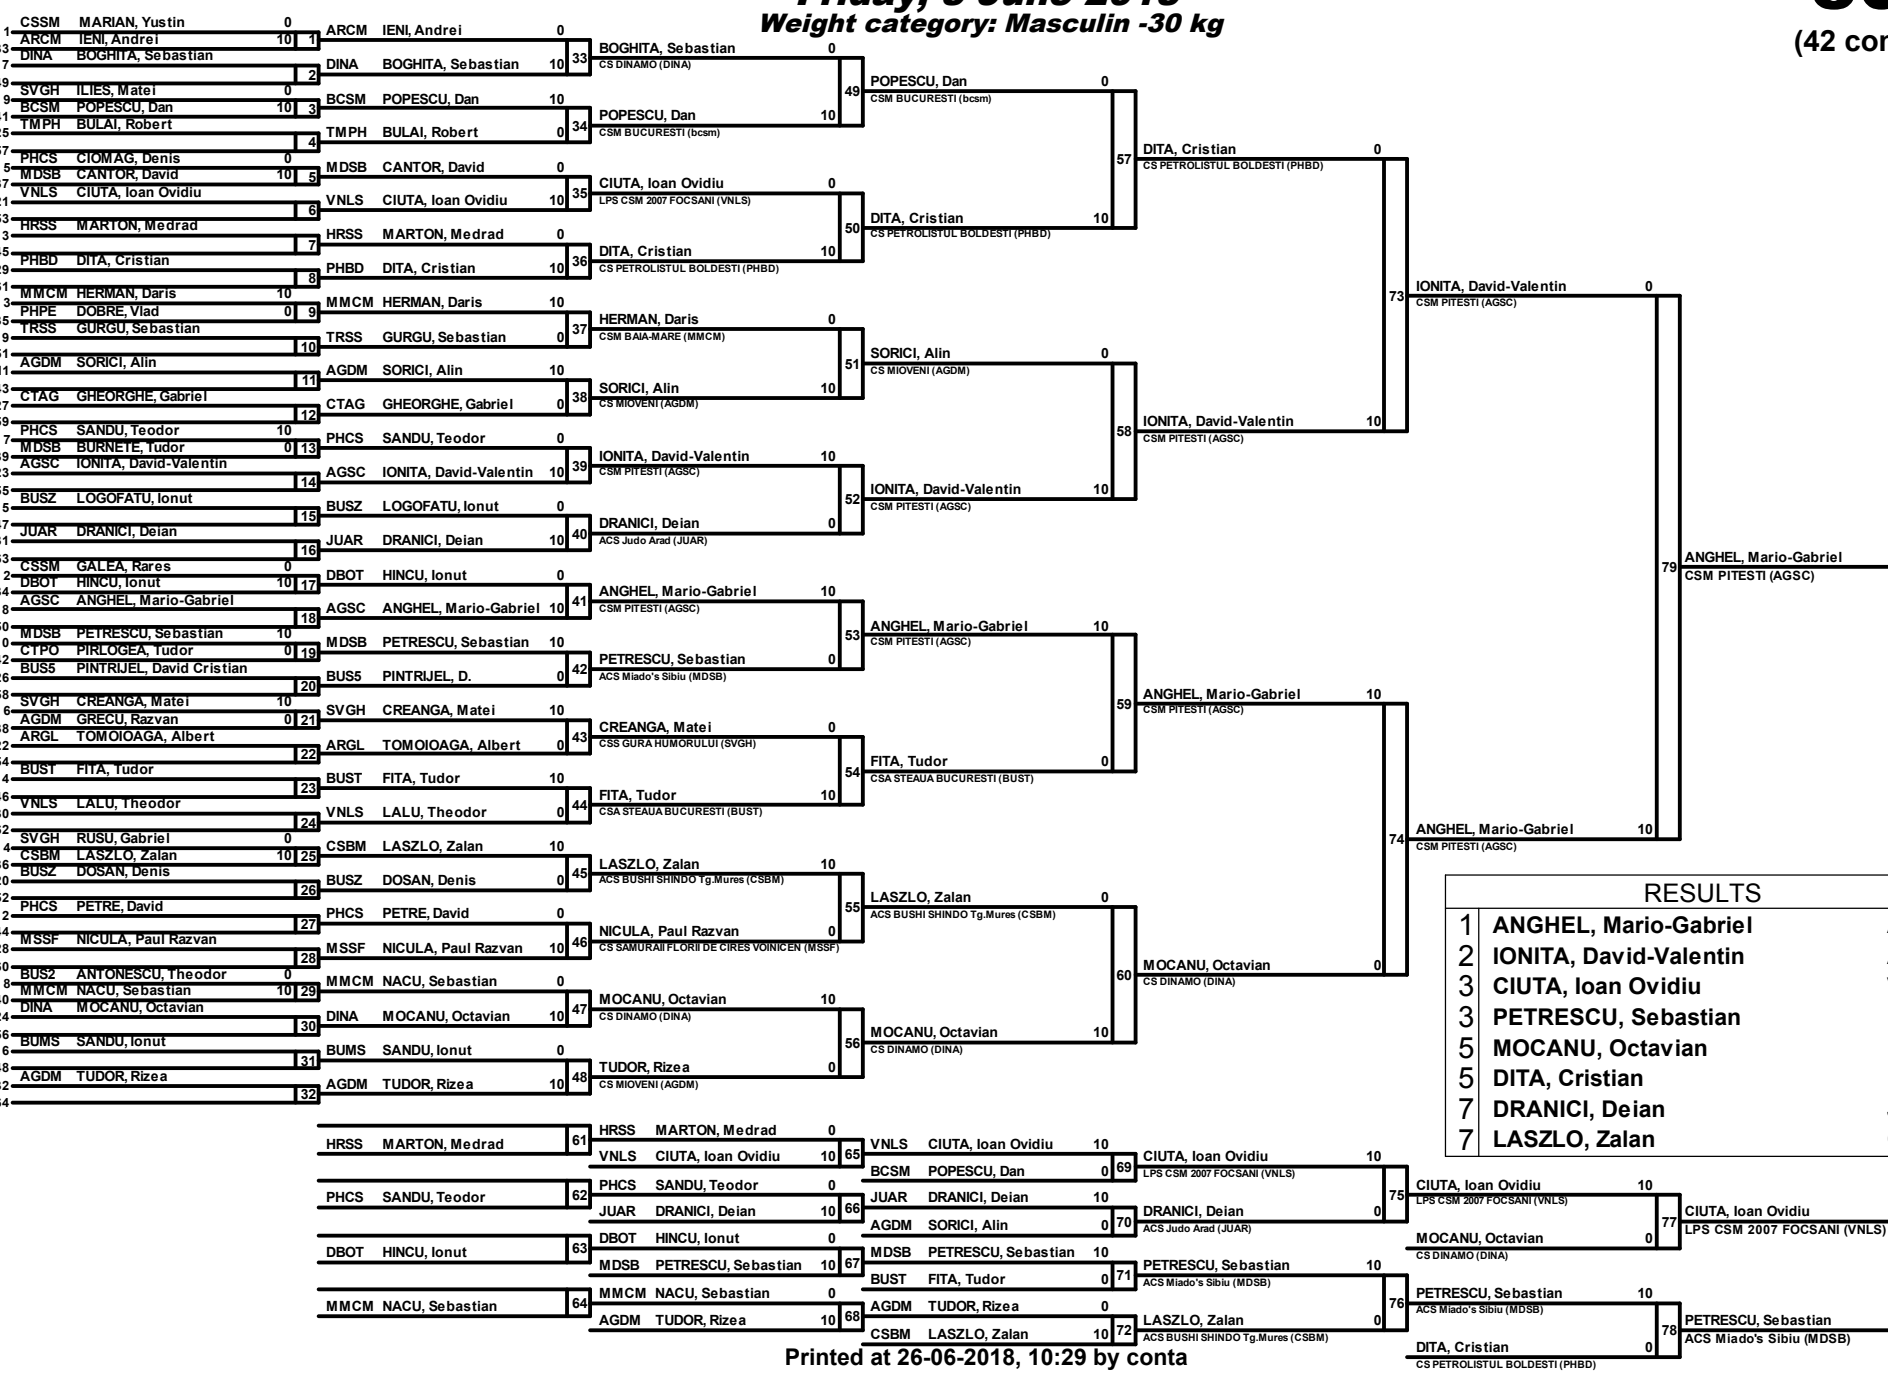 Weight category: Masculin -30 kg
CSSM MARIAN, Yustin 0
ARCM IENI, Andrei 10 1
DINA BOGHITA, Sebastian
2
SVGH ILIES, Matei 0
BCSM POPESCU, Dan 10 3
TMPH BULAI, Robert
4
PHCS CIOMAG, Denis 0
MDSB CANTOR, David 10 5
VNLS CIUTA, Ioan Ovidiu
6
HRSS MARTON, Medrad
7
PHBD DITA, Cristian
8
MMCM HERMAN, Daris 10
PHPE DOBRE, Vlad 0 9
TRSS GURGU, Sebastian
10
AGDM SORICI, Alin
11
CTAG GHEORGHE, Gabriel
12
PHCS SANDU, Teodor 10
MDSB BURNETE, Tudor 0 13
AGSC IONITA, David-Valentin
14
BUSZ LOGOFATU, Ionut
15
JUAR DRANICI, Deian
16
CSSM GALEA, Rares 0
DBOT HINCU, Ionut 10 17
AGSC ANGHEL, Mario-Gabriel
18
MDSB PETRESCU, Sebastian 10
CTPO PIRLOGEA, Tudor 0 19
BUS5 PINTRIJEL, David Cristian
20
SVGH CREANGA, Matei 10
AGDM GRECU, Razvan 0 21
ARGL TOMOIOAGA, Albert
22
BUST FITA, Tudor
23
VNLS LALU, Theodor
24
SVGH RUSU, Gabriel 0
CSBM LASZLO, Zalan 10 25
BUSZ DOSAN, Denis
26
PHCS PETRE, David
27
MSSF NICULA, Paul Razvan
28
BUS2 ANTONESCU, Theodor 0
MMCM NACU, Sebastian 10 29
DINA MOCANU, Octavian
30
BUMS SANDU, Ionut
31
AGDM TUDOR, Rizea
32
ARCM IENI, Andrei 0
33
DINA BOGHITA, Sebastian 10
BCSM POPESCU, Dan 10
34
TMPH BULAI, Robert 0
MDSB CANTOR, David 0
35
VNLS CIUTA, Ioan Ovidiu 10
HRSS MARTON, Medrad 0
36
PHBD DITA, Cristian 10
MMCM HERMAN, Daris 10
37
TRSS GURGU, Sebastian 0
AGDM SORICI, Alin 10
38
CTAG GHEORGHE, Gabriel 0
PHCS SANDU, Teodor 0
39
AGSC IONITA, David-Valentin 10
BUSZ LOGOFATU, Ionut 0
40
JUAR DRANICI, Deian 10
DBOT HINCU, Ionut 0
41
AGSC ANGHEL, Mario-Gabriel 10
MDSB PETRESCU, Sebastian 10
42
BUS5 PINTRIJEL, D. 0
SVGH CREANGA, Matei 10
43
ARGL TOMOIOAGA, Albert 0
BUST FITA, Tudor 10
44
VNLS LALU, Theodor 0
CSBM LASZLO, Zalan 10
45
BUSZ DOSAN, Denis 0
PHCS PETRE, David 0
46
MSSF NICULA, Paul Razvan 10
MMCM NACU, Sebastian 0
47
DINA MOCANU, Octavian 10
BUMS SANDU, Ionut 0
48
AGDM TUDOR, Rizea 10
BOGHITA, Sebastian 0
CS DINAMO (DINA)
49
POPESCU, Dan 10
CSM BUCURESTI (bcsm)
CIUTA, Ioan Ovidiu 0
LPS CSM 2007 FOCSANI (VNLS)
50
DITA, Cristian 10
CS PETROLISTUL BOLDESTI (PHBD)
HERMAN, Daris 0
CSM BAIA-MARE (MMCM)
51
SORICI, Alin 10
CS MIOVENI (AGDM)
IONITA, David-Valentin 10
CSM PITESTI (AGSC)
52
DRANICI, Deian 0
ACS Judo Arad (JUAR)
ANGHEL, Mario-Gabriel 10
CSM PITESTI (AGSC)
53
PETRESCU, Sebastian 0
ACS Miado's Sibiu (MDSB)
CREANGA, Matei 0
CSS GURA HUMORULUI (SVGH)
54
FITA, Tudor 10
CSA STEAUA BUCURESTI (BUST)
LASZLO, Zalan 10
ACS BUSHI SHINDO Tg.Mures (CSBM)
55
NICULA, Paul Razvan 0
CS SAMURAII FLORII DE CIRES VOINICEN (MSSF)
MOCANU, Octavian 10
CS DINAMO (DINA)
56
TUDOR, Rizea 0
CS MIOVENI (AGDM)
POPESCU, Dan 0
CSM BUCURESTI (bcsm)
57
DITA, Cristian 10
CS PETROLISTUL BOLDESTI (PHBD)
SORICI, Alin 0
CS MIOVENI (AGDM)
58
IONITA, David-Valentin 10
CSM PITESTI (AGSC)
ANGHEL, Mario-Gabriel 10
CSM PITESTI (AGSC)
59
FITA, Tudor 0
CSA STEAUA BUCURESTI (BUST)
LASZLO, Zalan 0
ACS BUSHI SHINDO Tg.Mures (CSBM)
60
MOCANU, Octavian 10
CS DINAMO (DINA)
DITA, Cristian 0
CS PETROLISTUL BOLDESTI (PHBD)
73
IONITA, David-Valentin 10
CSM PITESTI (AGSC)
ANGHEL, Mario-Gabriel 10
CSM PITESTI (AGSC)
74
MOCANU, Octavian 0
CS DINAMO (DINA)
IONITA, David-Valentin 0
CSM PITESTI (AGSC)
79
ANGHEL, Mario-Gabriel 10
CSM PITESTI (AGSC)
ANGHEL, Mario-Gabriel
CSM PITESTI (AGSC)
RESULTS
1 ANGHEL, Mario-Gabriel
2 IONITA, David-Valentin
3 CIUTA, Ioan Ovidiu
3 PETRESCU, Sebastian
5 MOCANU, Octavian
5 DITA, Cristian
7 DRANICI, Deian
7 LASZLO, Zalan
HRSS MARTON, Medrad 61
PHCS SANDU, Teodor 62
DBOT HINCU, Ionut 63
MMCM NACU, Sebastian 64
HRSS MARTON, Medrad 0
VNLS CIUTA, Ioan Ovidiu 10 65
PHCS SANDU, Teodor 0
JUAR DRANICI, Deian 10 66
DBOT HINCU, Ionut 0
MDSB PETRESCU, Sebastian 10 67
MMCM NACU, Sebastian 0
AGDM TUDOR, Rizea 10 68
VNLS CIUTA, Ioan Ovidiu 10
BCSM POPESCU, Dan 0 69
JUAR DRANICI, Deian 10
AGDM SORICI, Alin 0 70
MDSB PETRESCU, Sebastian 10
BUST FITA, Tudor 0 71
AGDM TUDOR, Rizea 0
CSBM LASZLO, Zalan 10 72
CIUTA, Ioan Ovidiu 10
LPS CSM 2007 FOCSANI (VNLS)
75
DRANICI, Deian 0
ACS Judo Arad (JUAR)
PETRESCU, Sebastian 10
ACS Miado's Sibiu (MDSB)
76
LASZLO, Zalan 0
ACS BUSHI SHINDO Tg.Mures (CSBM)
CIUTA, Ioan Ovidiu 10
LPS CSM 2007 FOCSANI (VNLS)
77
MOCANU, Octavian 0
CS DINAMO (DINA)
PETRESCU, Sebastian 10
ACS Miado's Sibiu (MDSB)
78
DITA, Cristian 0
CS PETROLISTUL BOLDESTI (PHBD)
CIUTA, Ioan Ovidiu
LPS CSM 2007 FOCSANI (VNLS)
PETRESCU, Sebastian
ACS Miado's Sibiu (MDSB)
Printed at 26-06-2018, 10:29 by conta